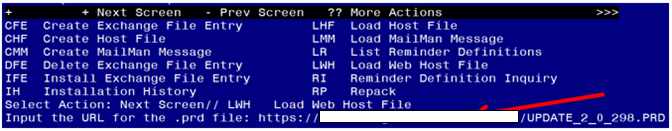 + + Next Screen - Prev Screen ?? More Actions >>>
CFE Create Exchange File Entry LHF Load Host File
CHF Create Host File LMM Load MailMan Message
CMM Create MailMan Message LR List Reminder Definitions
DFE Delete Exchange File Entry LWH Load Web Host File
IFE Install Exchange File Entry RI Reminder Definition Inquiry
IH Installation History RP Repack
Select Action: Next Screen// LWH Load Web Host File
Input the URL for the .prd file: https:// /UPDATE_2_0_298.PRD